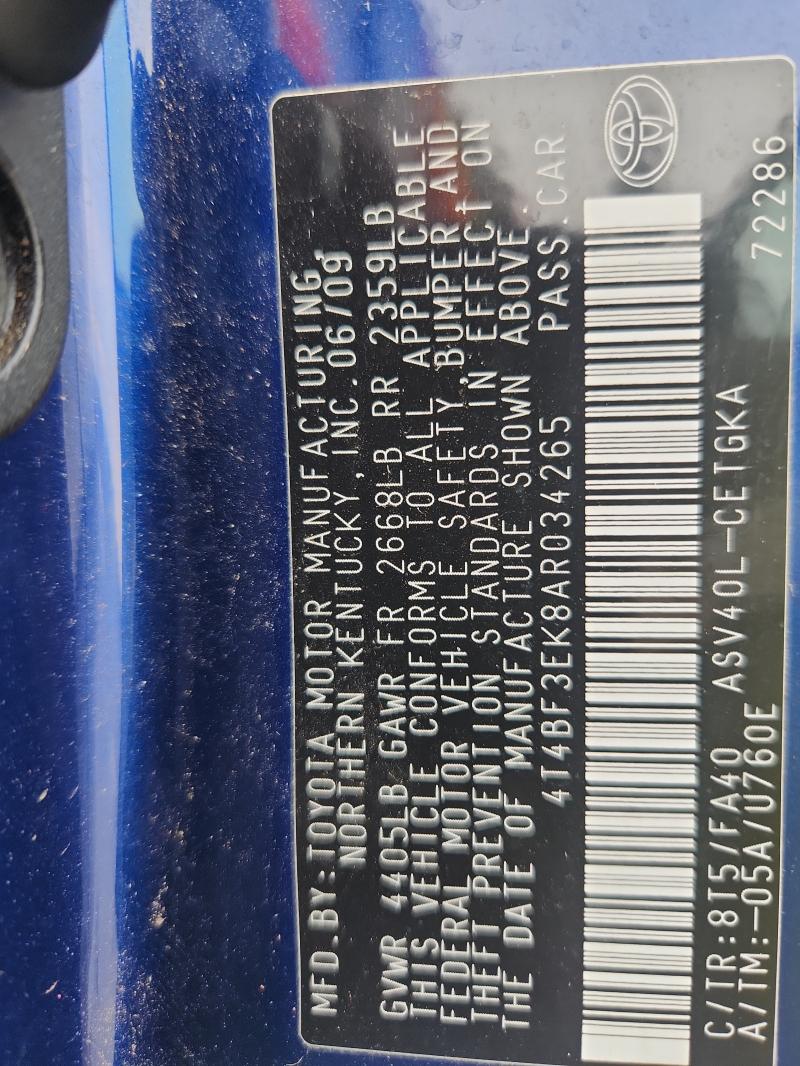 MFD.BY:TOYOTA MOTOR MANUFACTURING,
NORTHERN KENTUCKY,INC.06/09
GVWR 4405LB GAWR FR 2668LB RR 2359LB
THIS VEHICLE CONFORMS TO ALL APPLICABLE
FEDERAL MOTOR VEHICLE SAFETY,BUMPER AND
THEFT PREVENTION STANDARDS IN EFFECT ON
THE DATE OF MANUFACTURE SHOWN ABOVE
4T4BF3EK8AR034265 PASS.CAR
C/TR:8T5/FA40 ASV40L-CETGKA
A/TM:-05A/U760E 72286